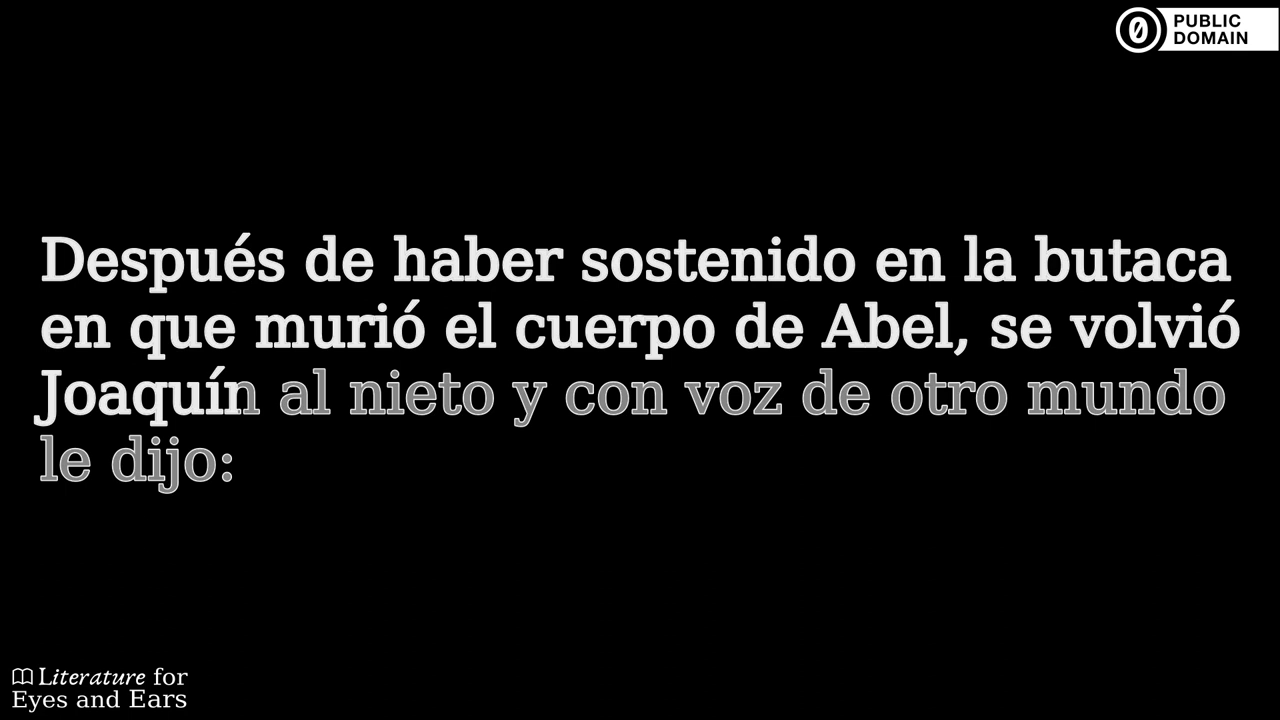 PUBLIC
DOMAIN
Después de haber sostenido en la butaca
en que murió el cuerpo de Abel, se volvió
Joaquín al nieto y con voz de otro mundo
le dijo:
Literature for
Eyes and Ears